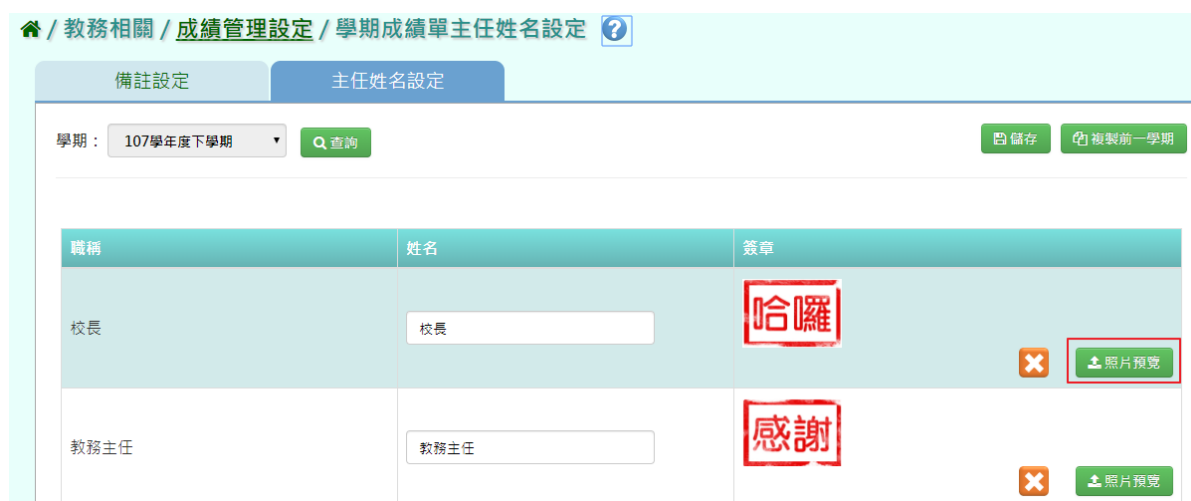 / 教務相關 / 成績管理設定 / 學期成績單主任姓名設定 ?
備註設定 主任姓名設定
學期： 107學年度下學期 查詢 儲存 複製前一學期
職稱 姓名 簽章
校長 校長 哈囉
照片預覽
教務主任 教務主任 感謝
照片預覽